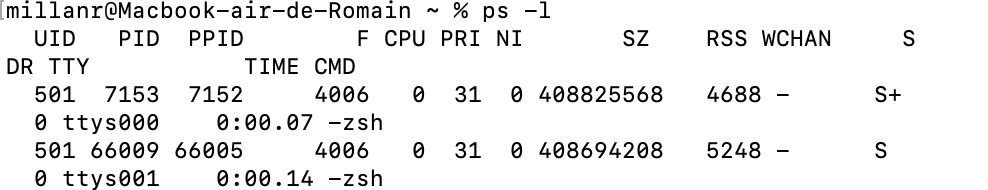 [millanr@Macbook-air-de-Romain ~ % ps -l
  UID   PID  PPID        F CPU PRI NI       SZ    RSS WCHAN     S
DR TTY           TIME CMD
  501  7153  7152     4006   0  31  0 408825568   4688 -      S+
  0 ttys000    0:00.07 -zsh
  501 66009 66005     4006   0  31  0 408694208   5248 -      S
  0 ttys001    0:00.14 -zsh